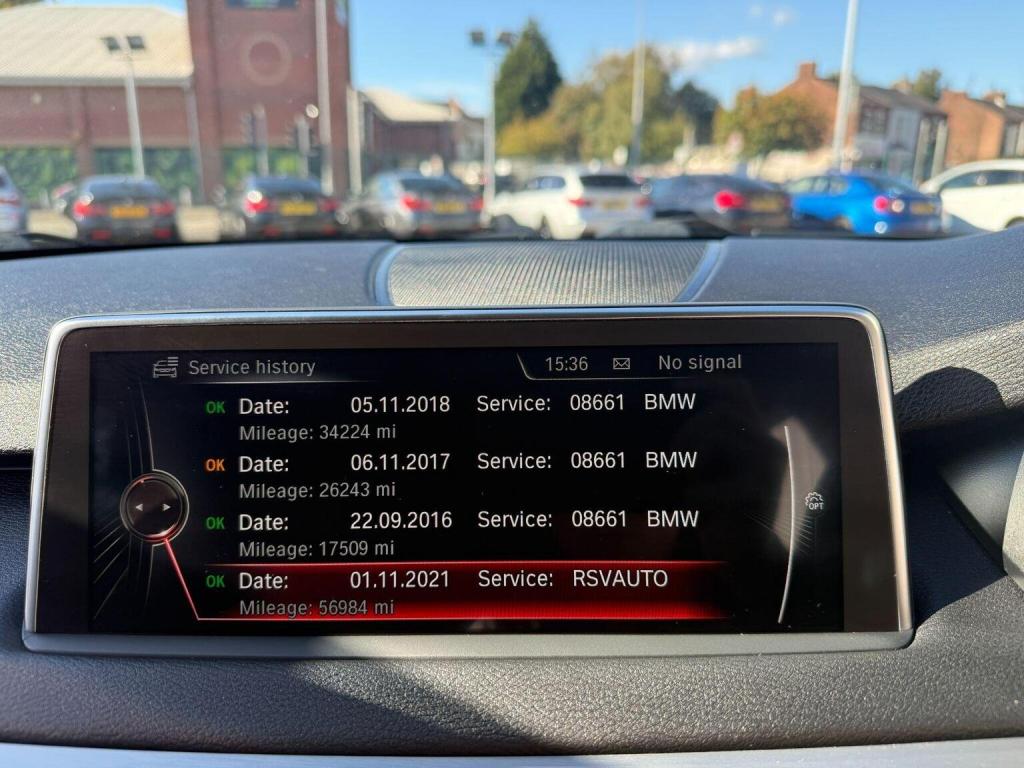 Service history 15:36 No signal
OK Date: 05.11.2018 Service: 08661 BMW
Mileage: 34224 mi
OK Date: 06.11.2017 Service: 08661 BMW
Mileage: 26243 mi
OPT
OK Date: 22.09.2016 Service: 08661 BMW
Mileage: 17509 mi
OK Date: 01.11.2021 Service: RSVAUTO
Mileage: 56984 mi